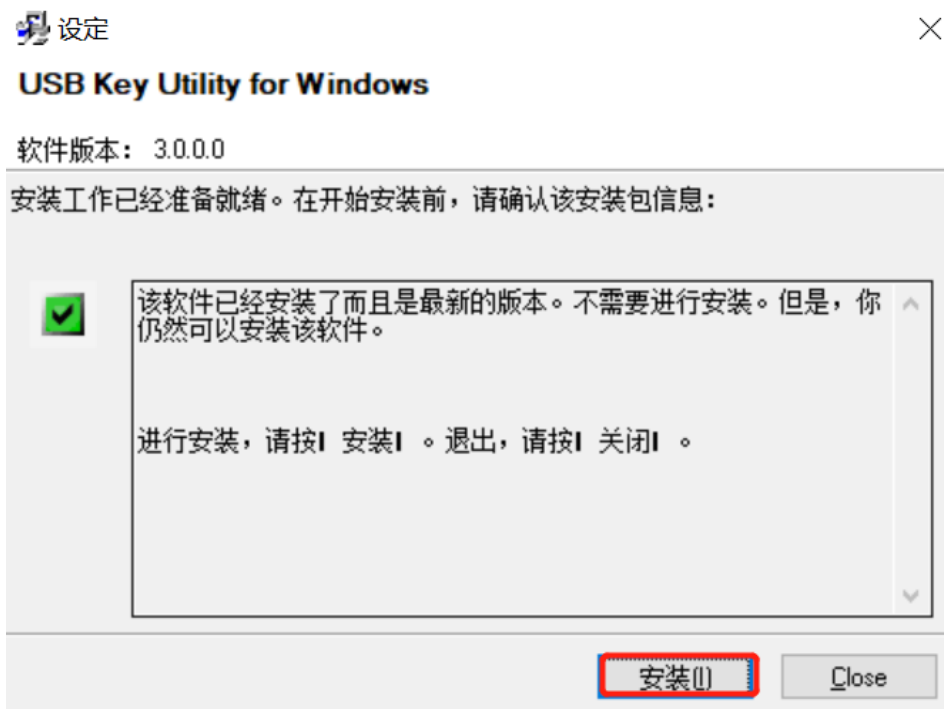 设定
USB Key Utility for Windows
软件版本： 3.0.0.0
安装工作已经准备就绪。在开始安装前，请确认该安装包信息：
该软件已经安装了而且是最新的版本。不需要进行安装。但是，你
仍然可以安装该软件。
进行安装，请按I 安装I 。退出，请按I 关闭I 。
安装(I)
Close